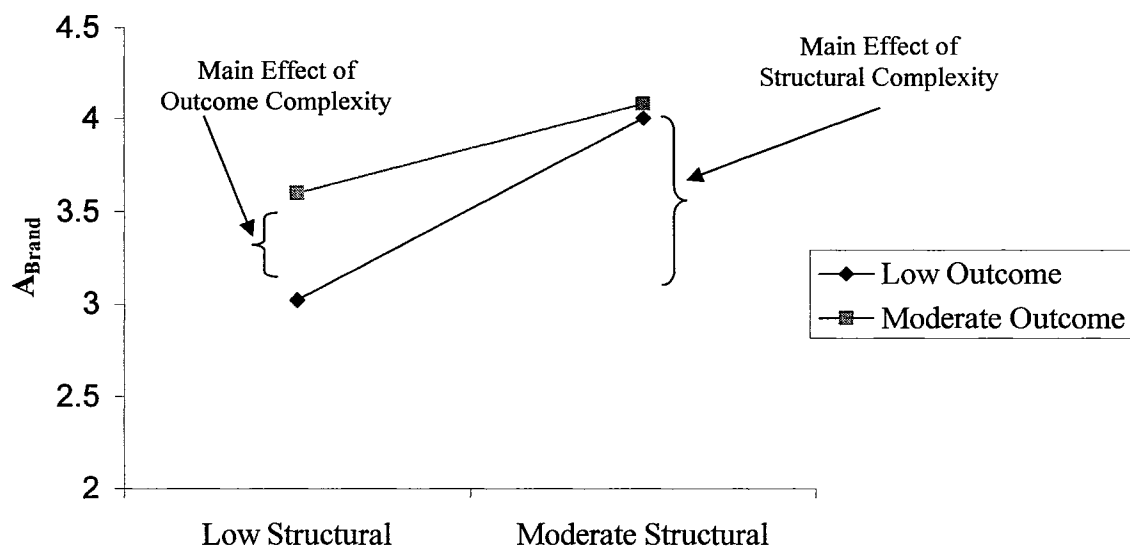 4.5
Main Effect of
Outcome Complexity
Main Effect of
Structural Complexity
4
3.5
3
2.5
2
A_Brand
Low Outcome
Moderate Outcome
Low Structural
Moderate Structural